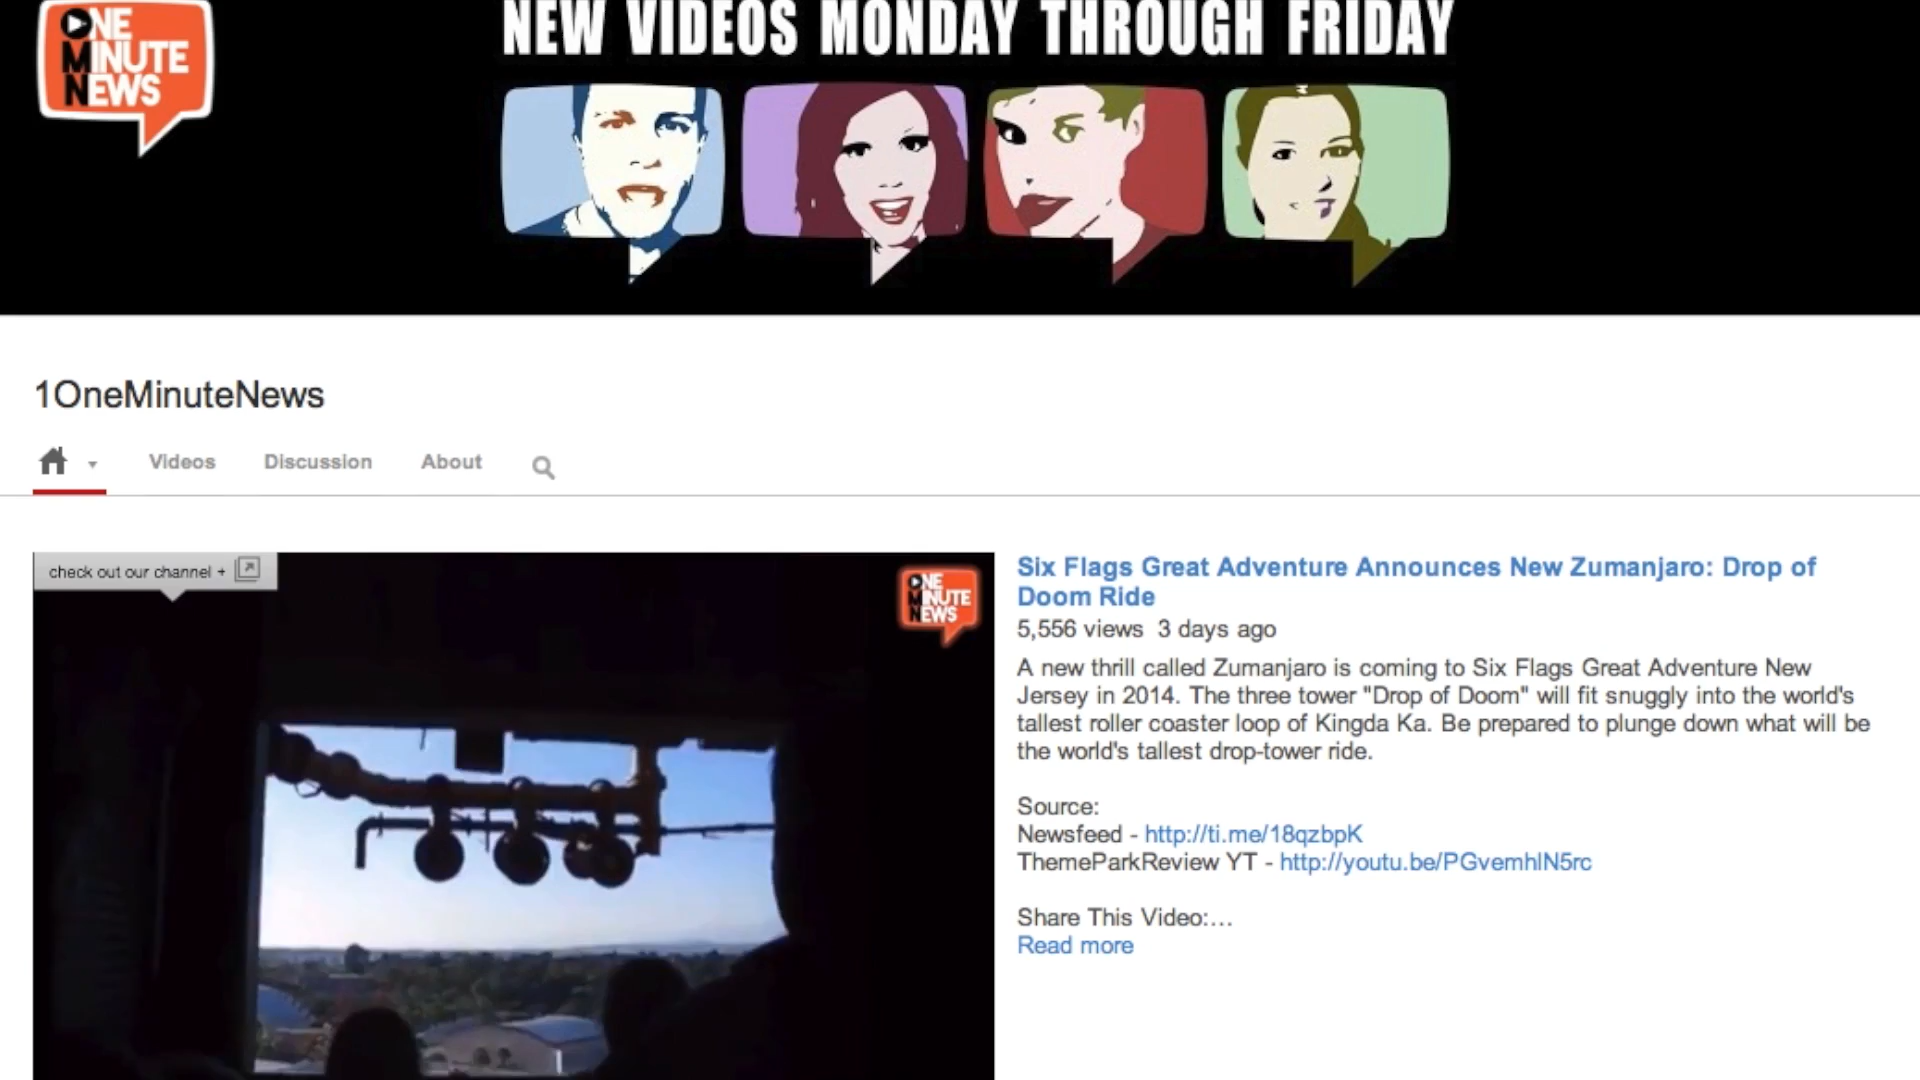 ONE
MINUTE
NEWS
NEW VIDEOS MONDAY THROUGH FRIDAY
1OneMinuteNews
Videos
Discussion
About
check out our channel +
ONE
MINUTE
NEWS
Six Flags Great Adventure Announces New Zumanjaro: Drop of
Doom Ride
5,556 views 3 days ago
A new thrill called Zumanjaro is coming to Six Flags Great Adventure New
Jersey in 2014. The three tower "Drop of Doom" will fit snuggly into the world's
tallest roller coaster loop of Kingda Ka. Be prepared to plunge down what will be
the world's tallest drop-tower ride.
Source:
Newsfeed - http://ti.me/18qzbpK
ThemeParkReview YT - http://youtu.be/PGvemhlN5rc
Share This Video:...
Read more